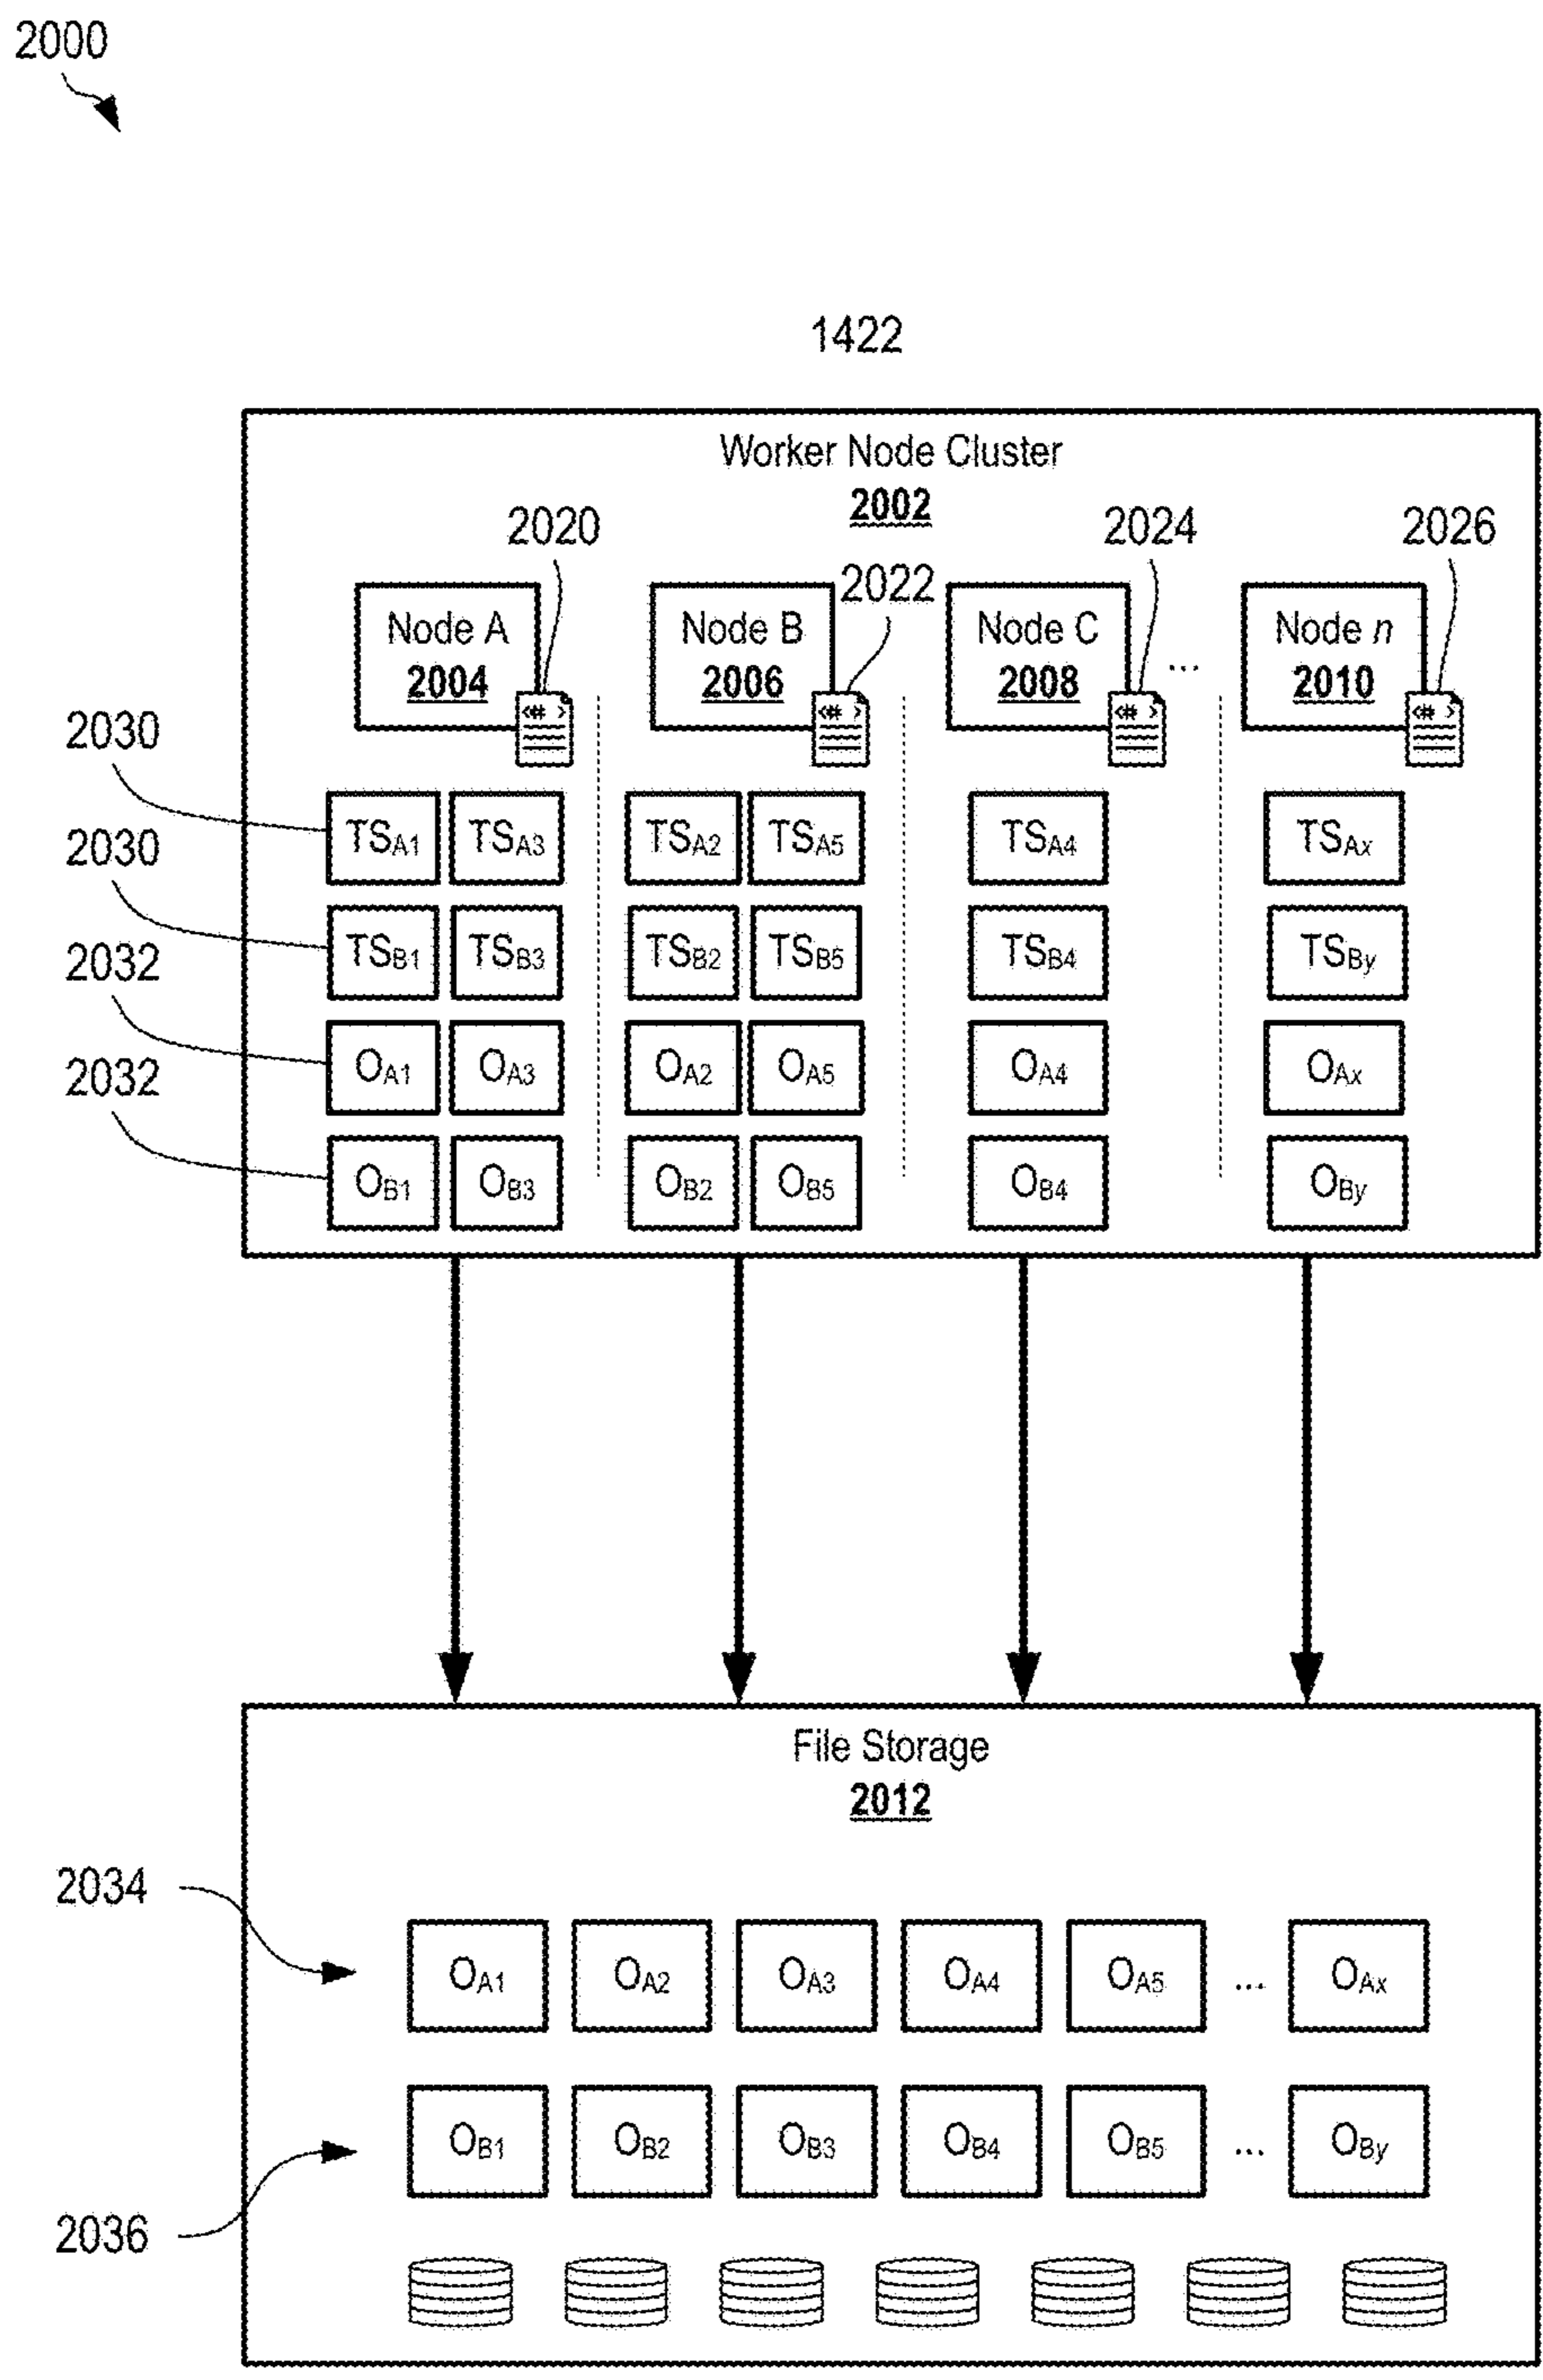 2000
1422
Worker Node Cluster
2002
2020
2022
2024
2026
Node A
2004
Node B
2006
Node C
2008
...
Node n
2010
<# >
<# >
<# >
<# >
2030
TSA1 TSA3 TSA2 TSA5 TSA4 TSAx
2030
TSB1 TSB3 TSB2 TSB5 TSB4 TSBy
2032
OA1 OA3 OA2 OA5 OA4 OAx
2032
OB1 OB3 OB2 OB5 OB4 OBy
File Storage
2012
2034
OA1 OA2 OA3 OA4 OA5 ... OAx
OB1 OB2 OB3 OB4 OB5 ... OBy
2036